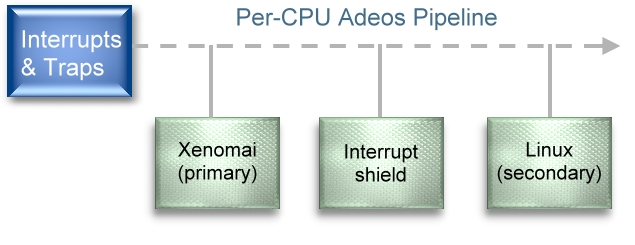 Per-CPU Adeos Pipeline
Interrupts
& Traps
Xenomai
(primary)
Interrupt
shield
Linux
(secondary)